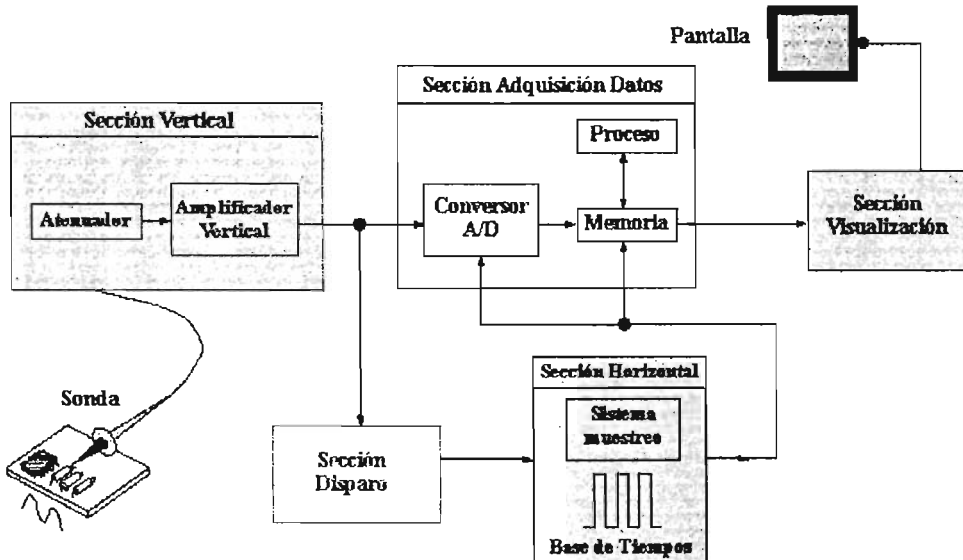 Pantalla
Sección Adquisición Datos
Sección Vertical
Proceso
Atenuador
Amplificador
Vertical
Conversor
A/D
Memoria
Sección
Visualización
Sonda
Sección Horizontal
Sistema
muestreo
Sección
Disparo
Base de Tiempos